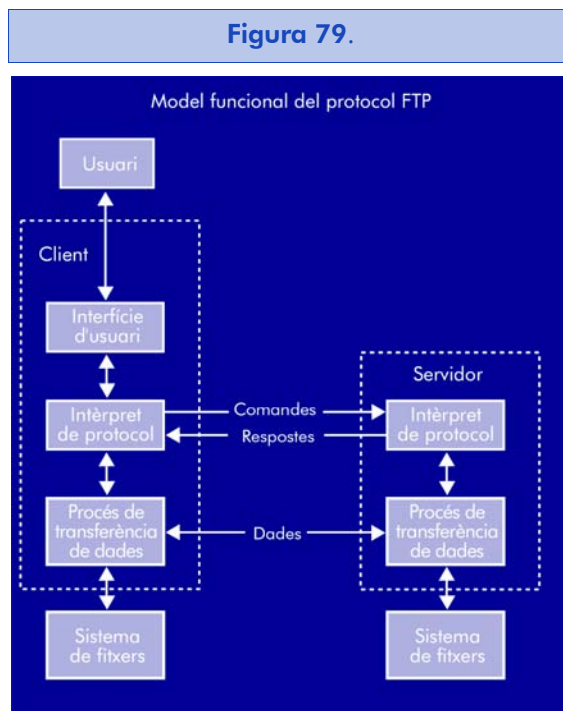 Figura 79.
Model funcional del protocol FTP
Usuari
Client
Interfície
d'usuari
Servidor
Intèrpret
de protocol
Comandes
Respostes
Intèrpret
de protocol
Procés de
transferència
de dades
Dades
Procés de
transferència
de dades
Sistema
de fitxers
Sistema
de fitxers